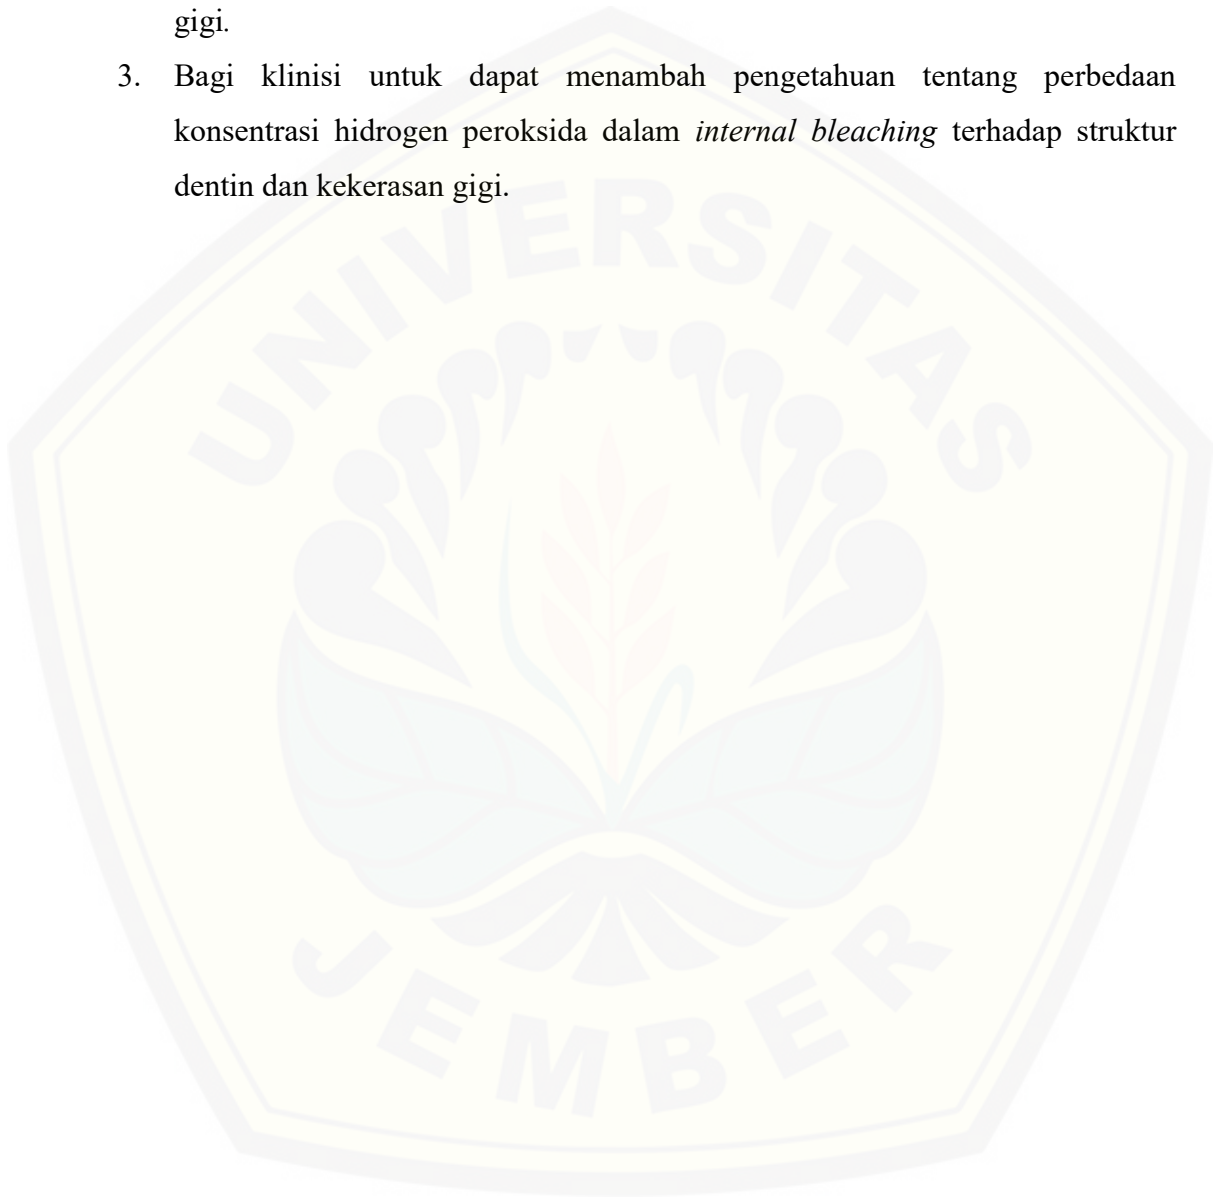 gigi.
3. Bagi klinisi untuk dapat menambah pengetahuan tentang perbedaan
konsentrasi hidrogen peroksida dalam internal bleaching terhadap struktur
dentin dan kekerasan gigi.
UNIVERSITAS
JEMBER